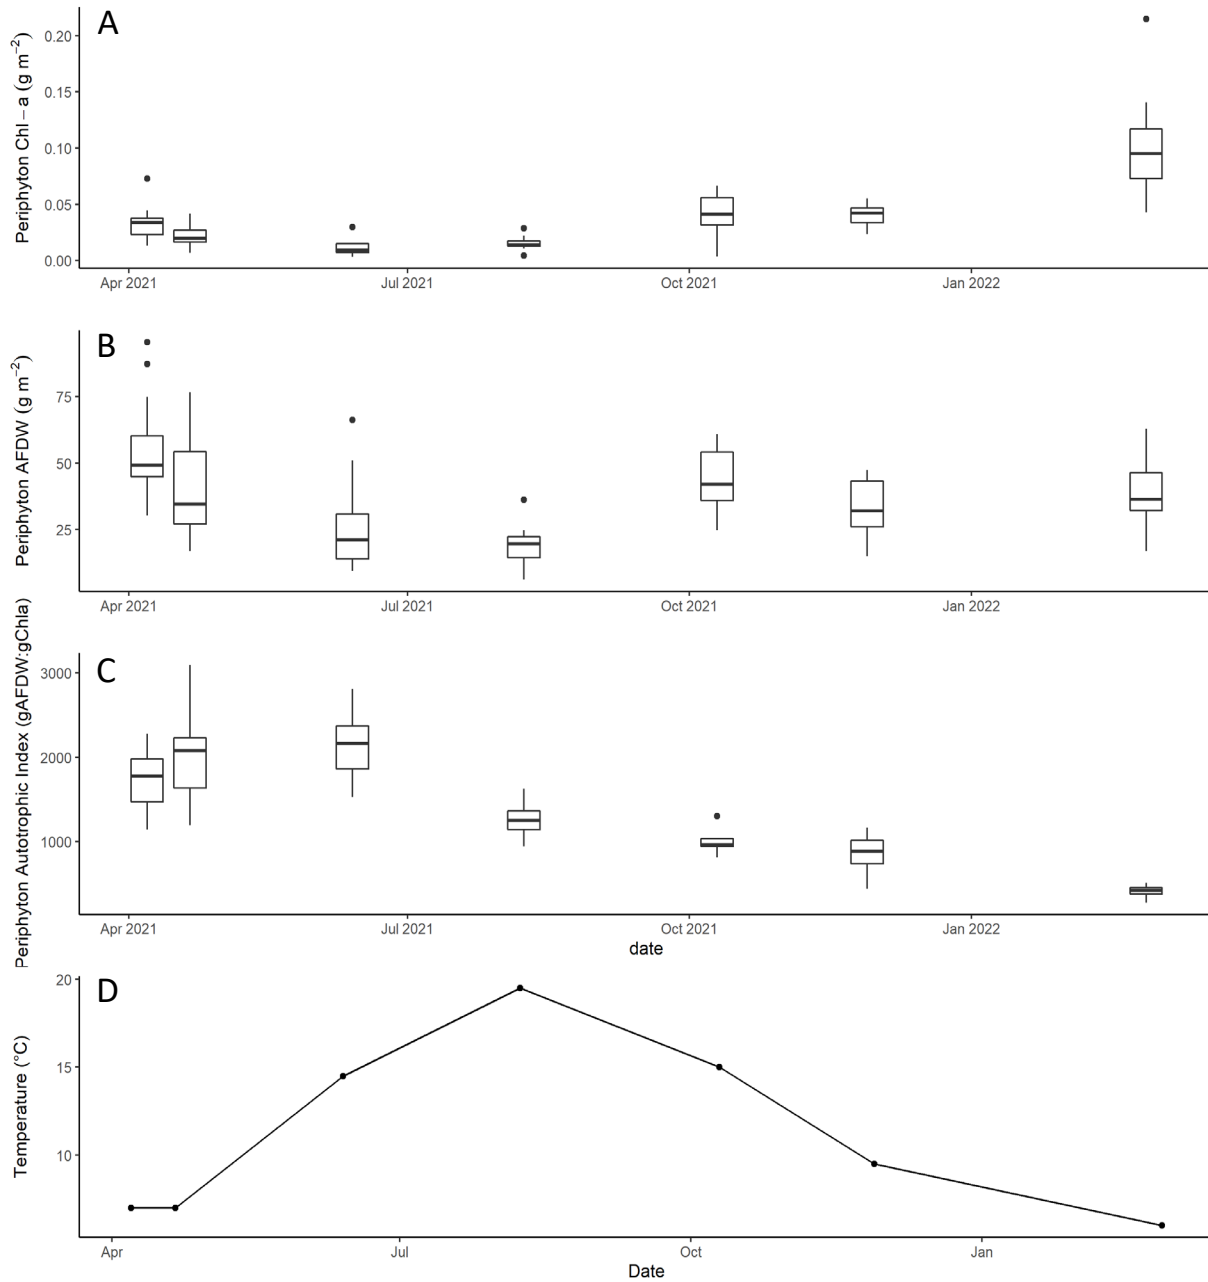 A
Periphyton Chl − a (g m⁻²)
0.20
0.15
0.10
0.05
0.00
Apr 2021 Jul 2021 Oct 2021 Jan 2022
B
Periphyton AFDW (g m⁻²)
75
50
25
Apr 2021 Jul 2021 Oct 2021 Jan 2022
C
Periphyton Autotrophic Index (gAFDW:gChla)
3000
2000
1000
Apr 2021 Jul 2021 Oct 2021 Jan 2022
date
D
Temperature (°C)
20
15
10
Apr Jul Oct Jan
Date